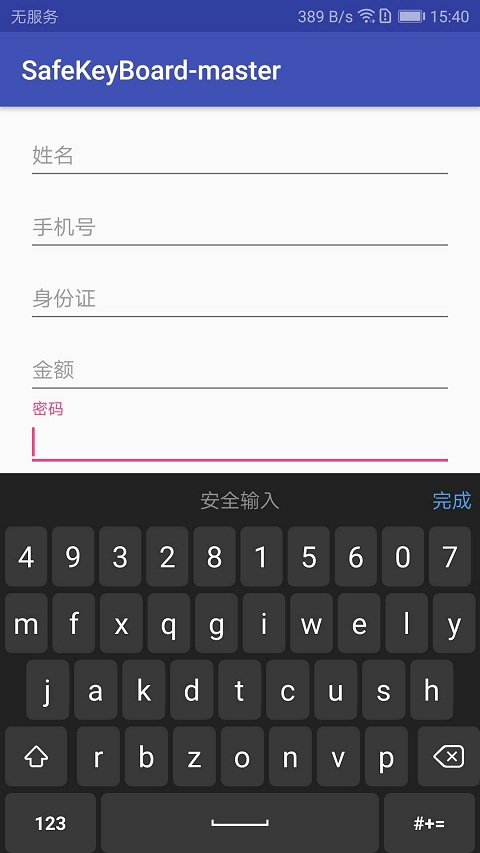 无服务 389 B/s 15:40
SafeKeyBoard-master
姓名
手机号
身份证
金额
密码
安全输入 完成
4 9 3 2 8 1 5 6 0 7
m f x q g i w e l y
j a k d t c u s h
r b z o n v p
123 #+=